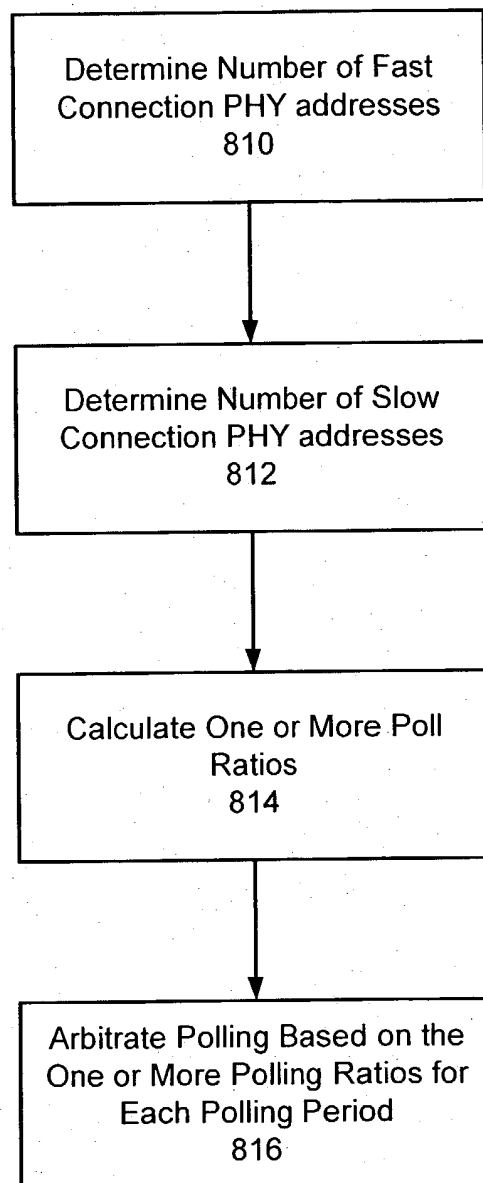 Determine Number of Fast
Connection PHY addresses
810
Determine Number of Slow
Connection PHY addresses
812
Calculate One or More Poll
Ratios
814
Arbitrate Polling Based on the
One or More Polling Ratios for
Each Polling Period
816